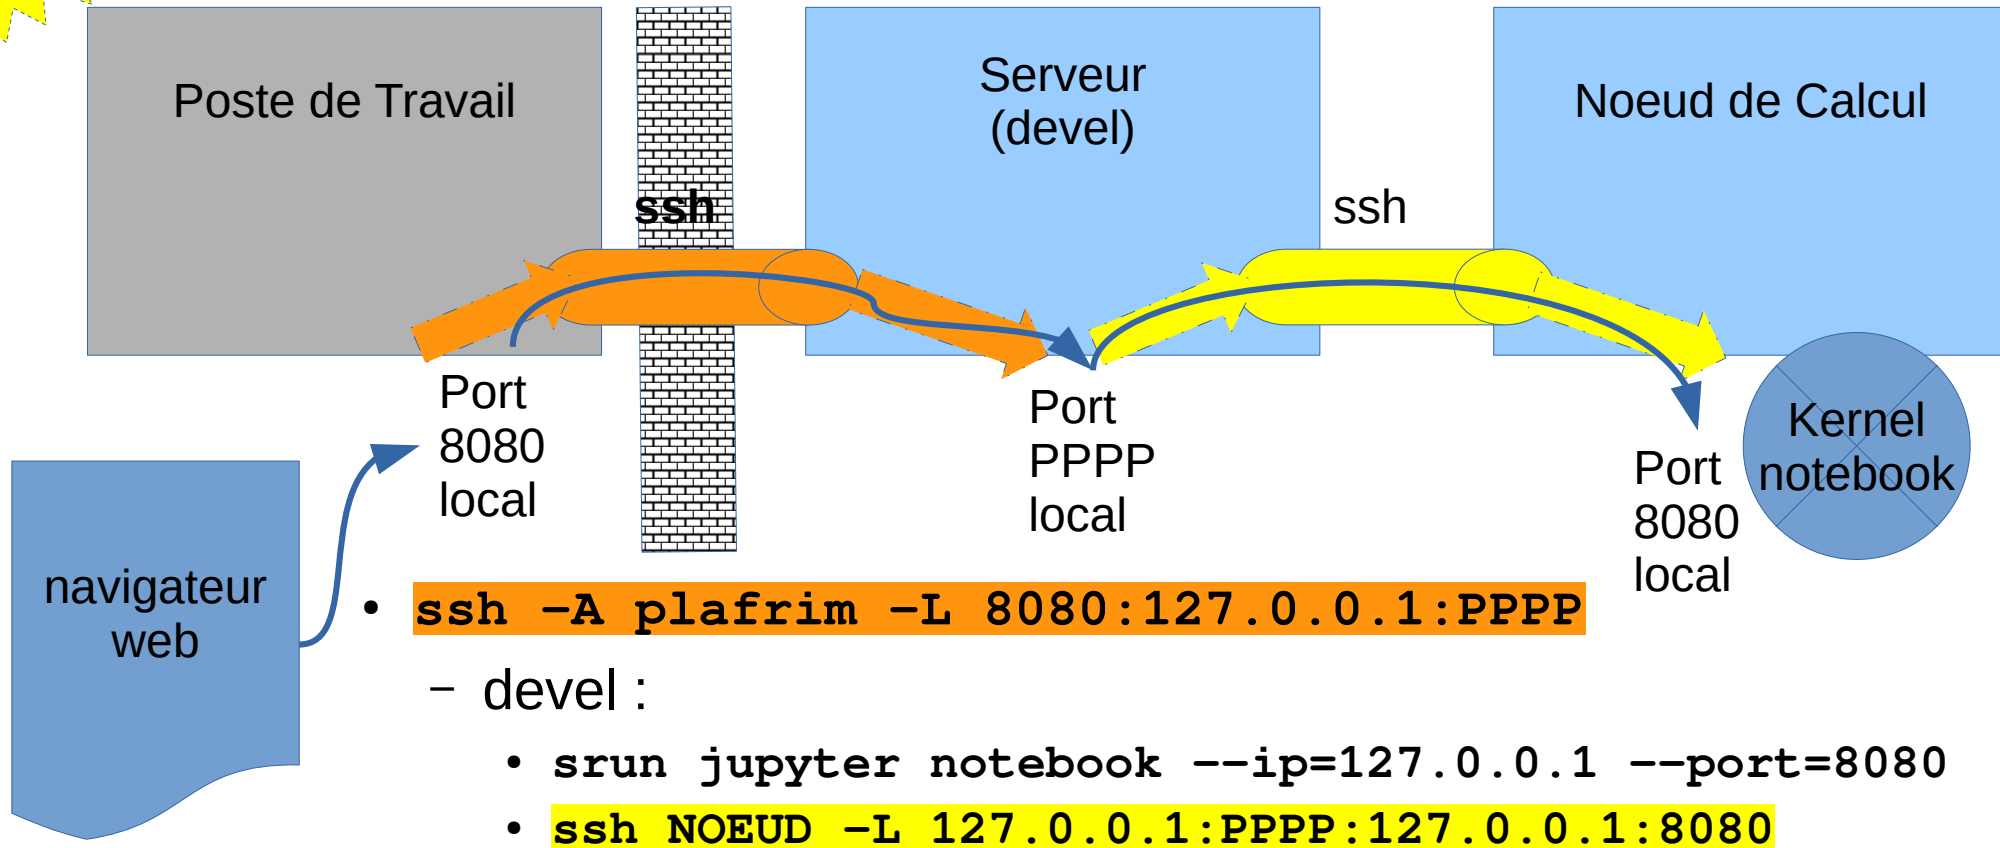 Poste de Travail
Serveur
(devel)
Noeud de Calcul
ssh
ssh
Port
8080
local
Port
PPPP
local
Port
8080
local
Kernel
notebook
navigateur
web
• ssh -A plafrim -L 8080:127.0.0.1:PPPP
– devel :
• srun jupyter notebook --ip=127.0.0.1 --port=8080
• ssh NOEUD -L 127.0.0.1:PPPP:127.0.0.1:8080